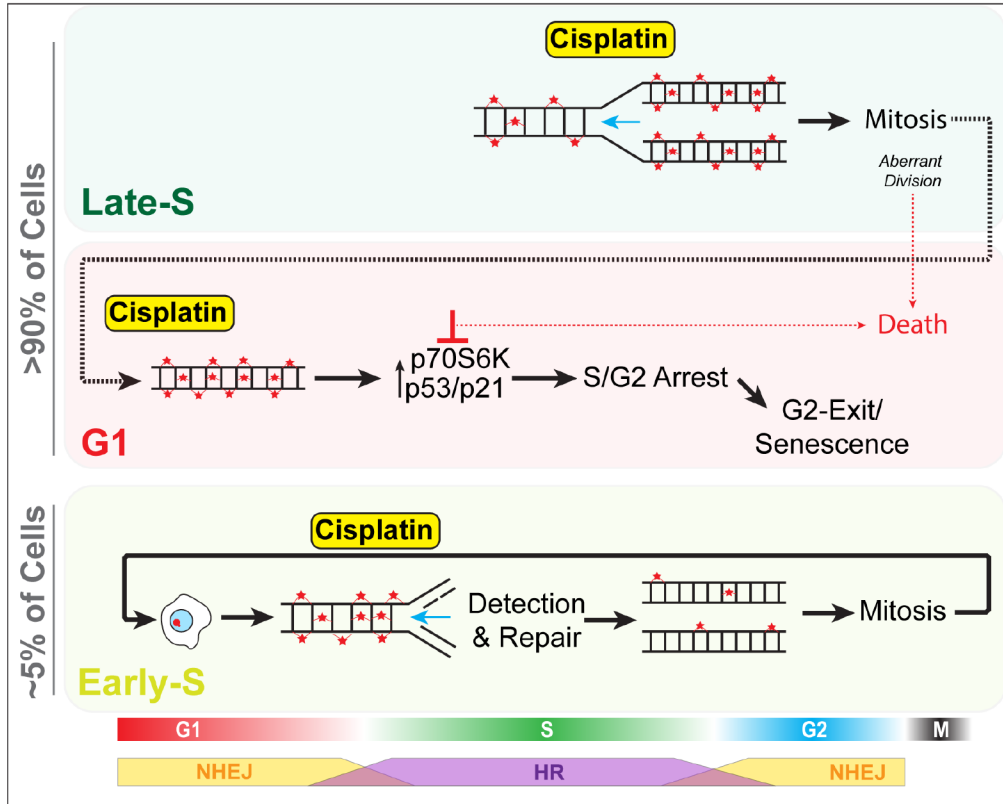 >90% of Cells
Cisplatin
Mitosis
Aberrant
Division
Late-S
Cisplatin
Death
p70S6K
p53/p21
S/G2 Arrest
G2-Exit/
Senescence
G1
~5% of Cells
Cisplatin
Detection
& Repair
Mitosis
Early-S
G1
S
G2
M
NHEJ
HR
NHEJ